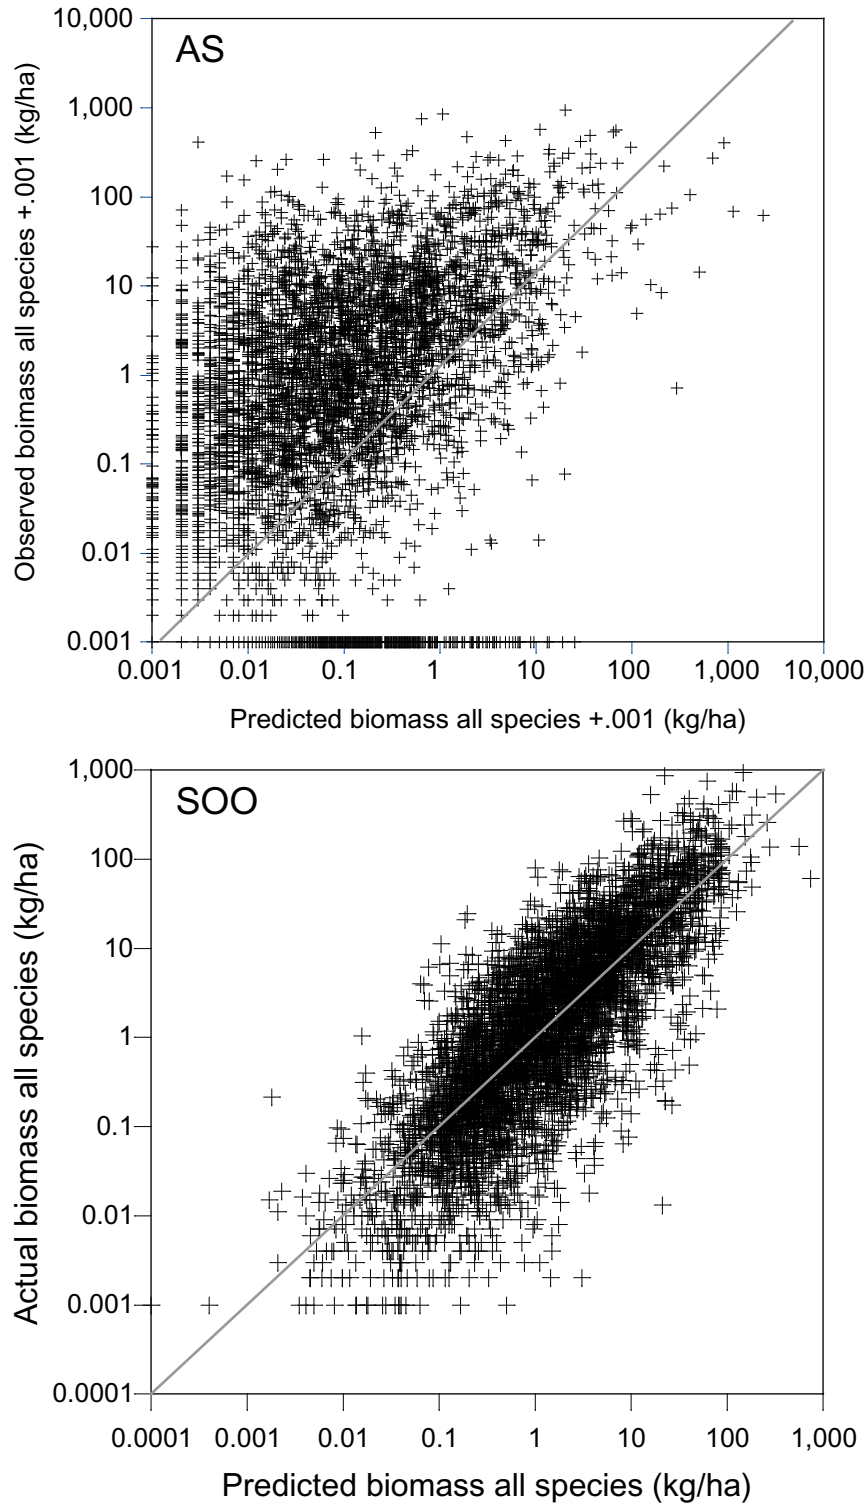 10,000
AS
1,000
100
10
1
0.1
0.01
0.001
Observed boimass all species +.001 (kg/ha)
0.001 0.01 0.1 1 10 100 1,000 10,000
Predicted biomass all species +.001 (kg/ha)
1,000
SOO
100
10
1
0.1
0.01
0.001
0.0001
Actual biomass all species (kg/ha)
0.0001 0.001 0.01 0.1 1 10 100 1,000
Predicted biomass all species (kg/ha)